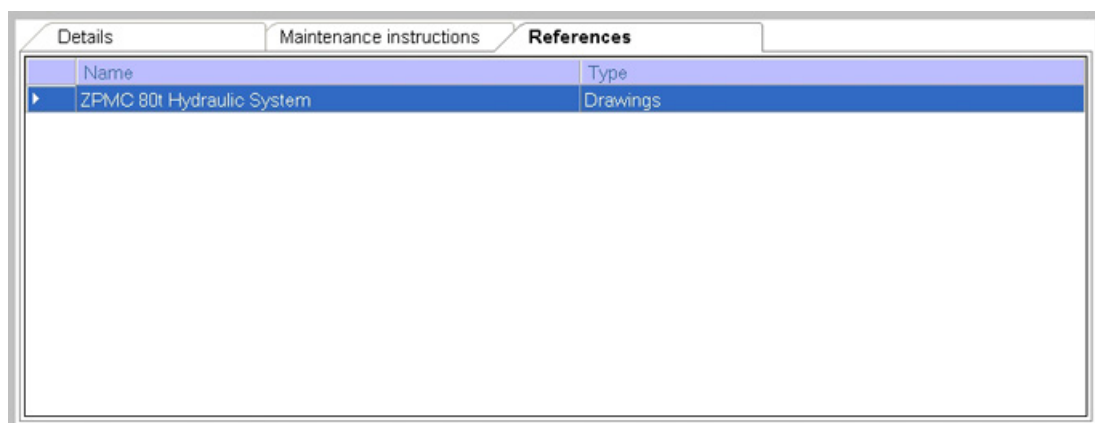 Details Maintenance instructions References
Name Type
ZPMC 80t Hydraulic System Drawings